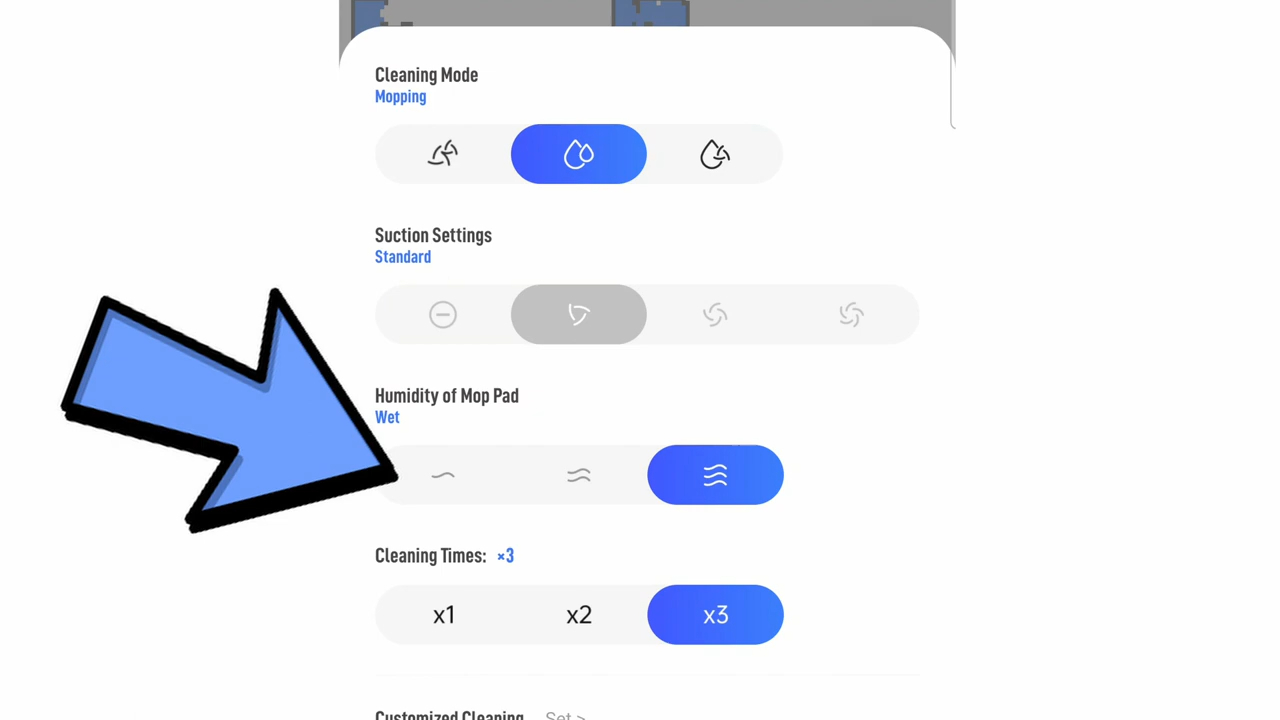 Cleaning Mode
Mopping
Suction Settings
Standard
Humidity of Mop Pad
Wet
Cleaning Times: ×3
x1 x2 x3
Customized Cleaning Set >